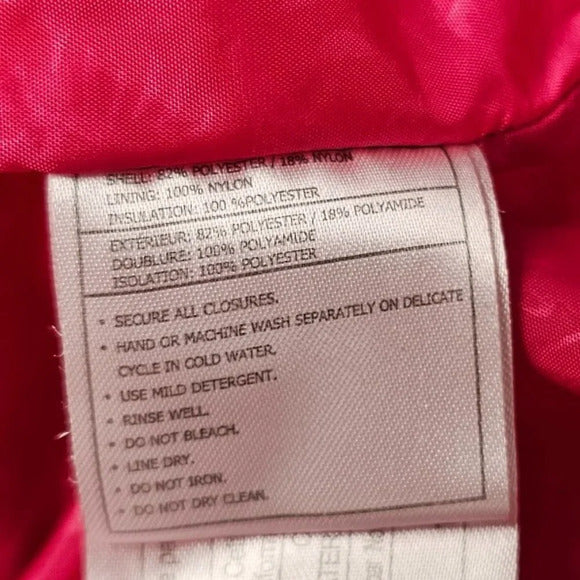 SHELL: 82% POLYESTER / 18% NYLON
LINING: 100% NYLON
INSULATION: 100 %POLYESTER
EXTÉRIEUR: 82% POLYESTER / 18% POLYAMIDE
DOUBLURE: 100% POLYAMIDE
ISOLATION: 100% POLYESTER
• SECURE ALL CLOSURES.
• HAND OR MACHINE WASH SEPARATELY ON DELICATE
CYCLE IN COLD WATER.
• USE MILD DETERGENT.
• RINSE WELL.
• DO NOT BLEACH.
• LINE DRY.
• DO NOT IRON.
• DO NOT DRY CLEAN.